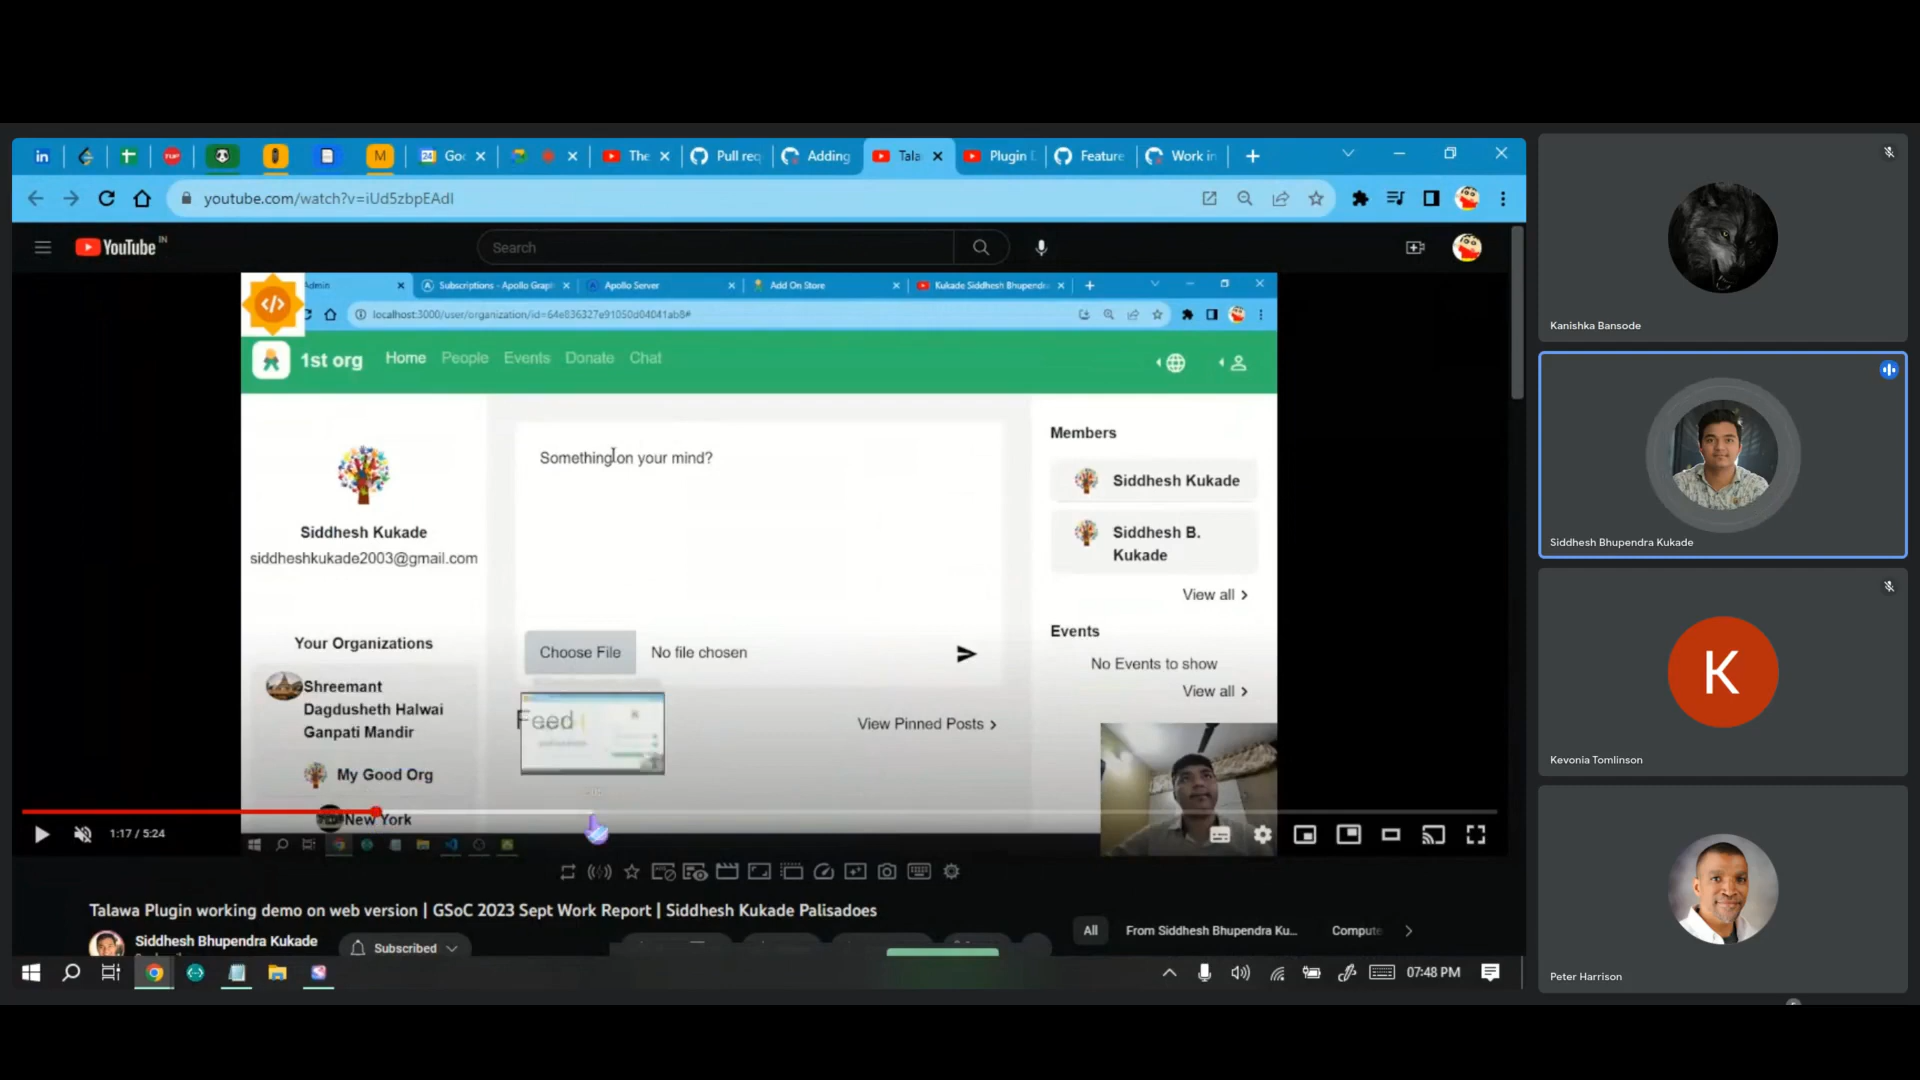 Goo
The
Pull req
Adding
Tala
Plugin D
Feature
Work in
youtube.com/watch?v=iUd5zbpEAdI
YouTube IN
Search
Admin
Subscriptions - Apollo Graph
Apollo Server
Add On Store
Kukade Siddhesh Bhupendra
localhost:3000/user/organization/id=64e836327e91050d04041ab8#
1st org
Home
People
Events
Donate
Chat
Siddhesh Kukade
siddheshkukade2003@gmail.com
Your Organizations
Shreemant
Dagdusheth Halwai
Ganpati Mandir
My Good Org
New York
Something on your mind?
Choose File
No file chosen
Feed
View Pinned Posts
Members
Siddhesh Kukade
Siddhesh B.
Kukade
View all
Events
No Events to show
View all
1:17 / 5:24
Talawa Plugin working demo on web version | GSoC 2023 Sept Work Report | Siddhesh Kukade Palisadoes
Siddhesh Bhupendra Kukade
Subscribed
All
From Siddhesh Bhupendra Ku...
Compute
07:48 PM
Kanishka Bansode
Siddhesh Bhupendra Kukade
K
Kevonia Tomlinson
Peter Harrison